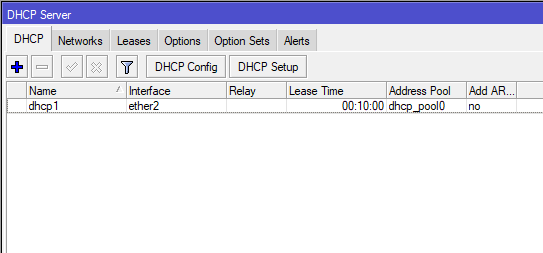 DHCP Server
DHCP Networks Leases Options Option Sets Alerts
DHCP Config DHCP Setup
Name Interface Relay Lease Time Address Pool Add AR...
dhcp1 ether2 00:10:00 dhcp_pool0 no